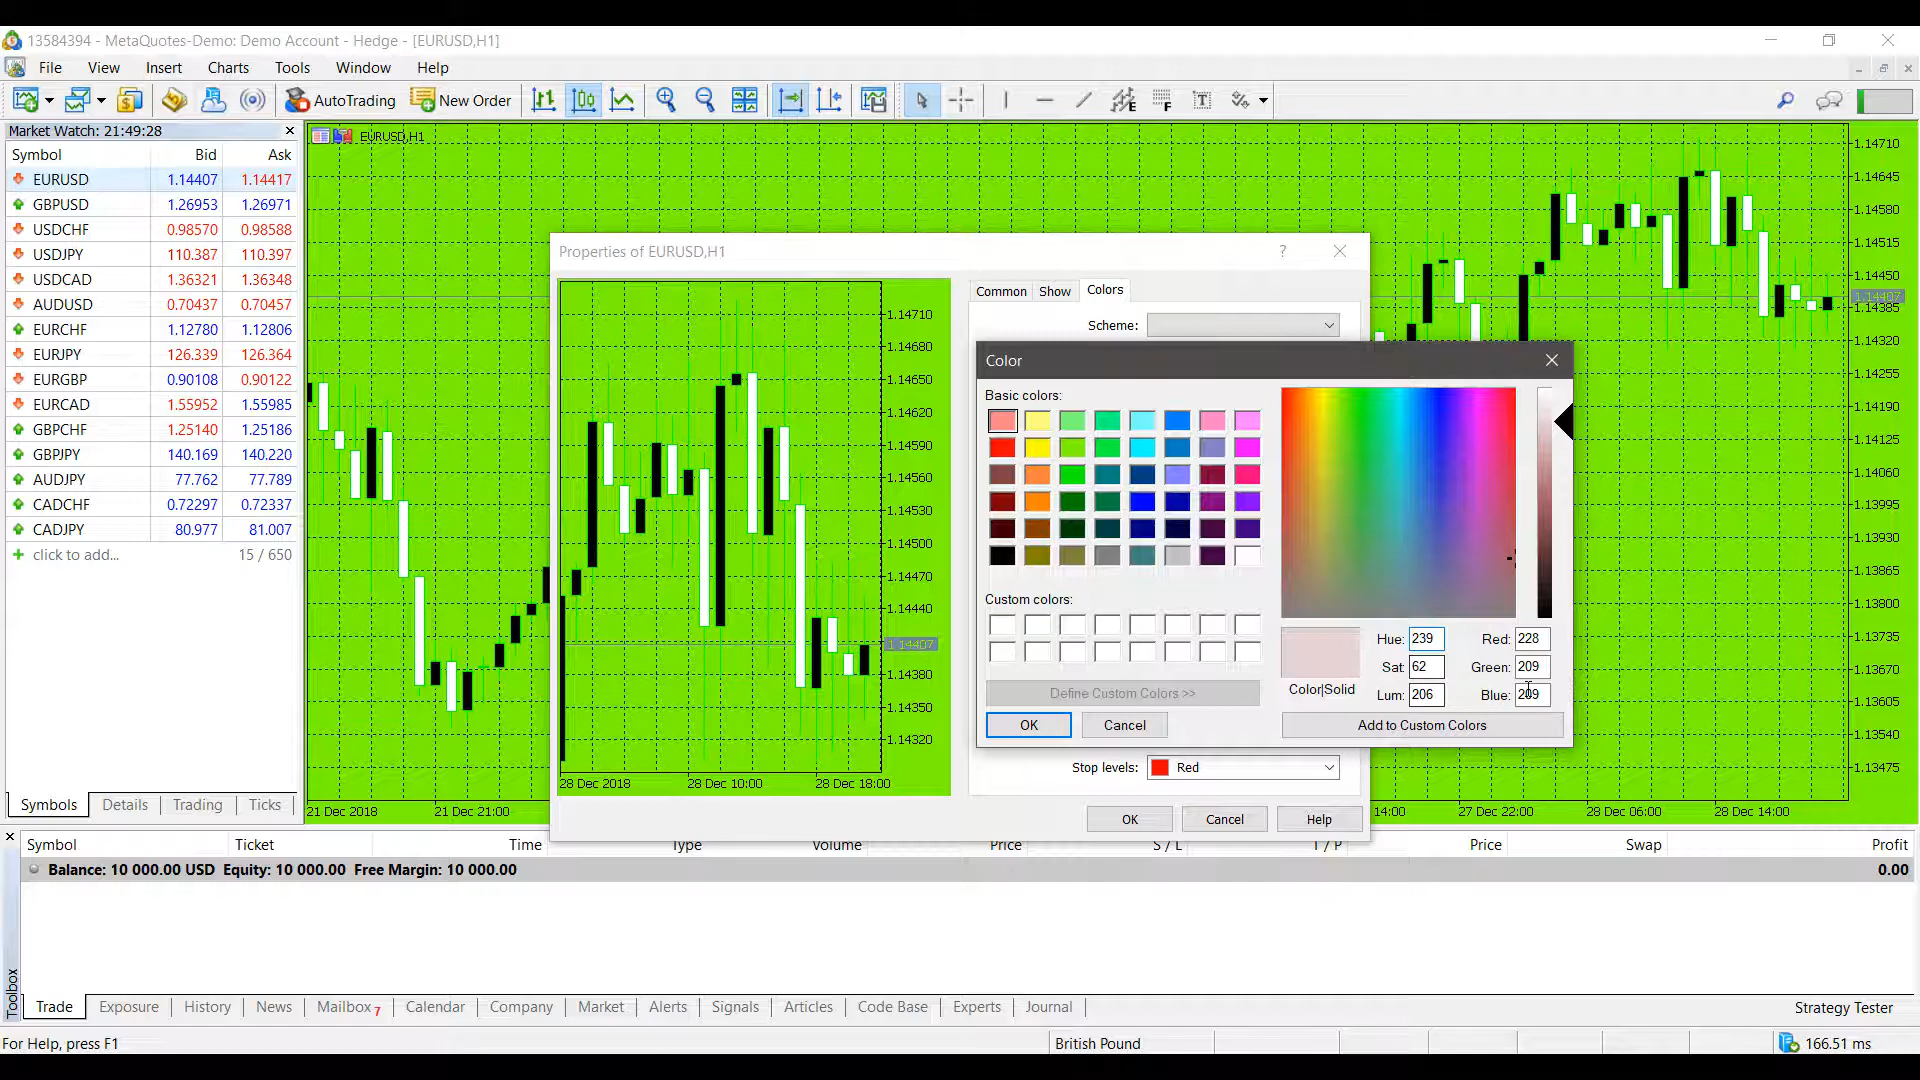 13584394 - MetaQuotes-Demo: Demo Account - Hedge - [EURUSD,H1]
File View Insert Charts Tools Window Help
AutoTrading New Order
Market Watch: 21:49:28
Symbol Bid Ask
EURUSD 1.14407 1.14417
GBPUSD 1.26953 1.26971
USDCHF 0.98570 0.98588
USDJPY 110.387 110.397
USDCAD 1.36321 1.36348
AUDUSD 0.70437 0.70457
EURCHF 1.12780 1.12806
EURJPY 126.339 126.364
EURGBP 0.90108 0.90122
EURCAD 1.55952 1.55985
GBPCHF 1.25140 1.25186
GBPJPY 140.169 140.220
AUDJPY 77.762 77.789
CADCHF 0.72297 0.72337
CADJPY 80.977 81.007
click to add... 15 / 650
Symbols Details Trading Ticks
EURUSD,H1
1.14710
1.14645
1.14580
1.14515
1.14450
1.14407
1.14385
1.14320
1.14255
1.14190
1.14125
1.14060
1.13995
1.13930
1.13865
1.13800
1.13735
1.13670
1.13605
1.13540
1.13475
21 Dec 2018 21 Dec 21:00 14:00 27 Dec 22:00 28 Dec 06:00 28 Dec 14:00
Properties of EURUSD,H1 ?
1.14710
1.14680
1.14650
1.14620
1.14590
1.14560
1.14530
1.14500
1.14470
1.14440
1.14407
1.14380
1.14350
1.14320
28 Dec 2018 28 Dec 10:00 28 Dec 18:00
Common Show Colors
Scheme:
Color
Basic colors:
Custom colors:
Define Custom Colors >>
OK Cancel
Color|Solid
Hue: 239 Red: 228
Sat: 62 Green: 209
Lum: 206 Blue: 209
Add to Custom Colors
Stop levels: Red
OK Cancel Help
Symbol Ticket Time Type Volume Price S / L T / P Price Swap Profit
Balance: 10 000.00 USD Equity: 10 000.00 Free Margin: 10 000.00 0.00
Toolbox
Trade Exposure History News Mailbox 7 Calendar Company Market Alerts Signals Articles Code Base Experts Journal Strategy Tester
For Help, press F1 British Pound 166.51 ms